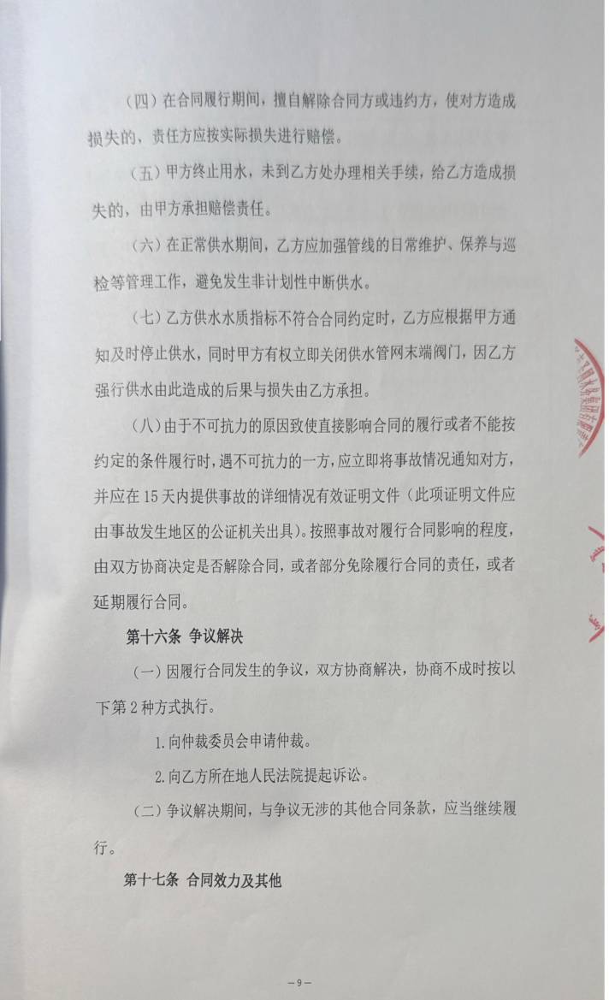 （四）在合同履行期间，擅自解除合同方或违约方，使对方造成
损失的，责任方应按实际损失进行赔偿。
（五）甲方终止用水，未到乙方处办理相关手续，给乙方造成损
失的，由甲方承担赔偿责任。
（六）在正常供水期间，乙方应加强管线的日常维护、保养与巡
检等管理工作，避免发生非计划性中断供水。
（七）乙方供水水质指标不符合合同约定时，乙方应根据甲方通
知及时停止供水，同时甲方有权立即关闭供水管网末端阀门，因乙方
强行供水由此造成的后果与损失由乙方承担。
（八）由于不可抗力的原因致使直接影响合同的履行或者不能按
约定的条件履行时，遇不可抗力的一方，应立即将事故情况通知对方，
并应在 15 天内提供事故的详细情况有效证明文件（此项证明文件应
由事故发生地区的公证机关出具）。按照事故对履行合同影响的程度，
由双方协商决定是否解除合同，或者部分免除履行合同的责任，或者
延期履行合同。
第十六条 争议解决
（一）因履行合同发生的争议，双方协商解决，协商不成时按以
下第 2 种方式执行。
1.向仲裁委员会申请仲裁。
2.向乙方所在地人民法院提起诉讼。
（二）争议解决期间，与争议无涉的其他合同条款，应当继续履
行。
第十七条 合同效力及其他
水务集团有限
—9—